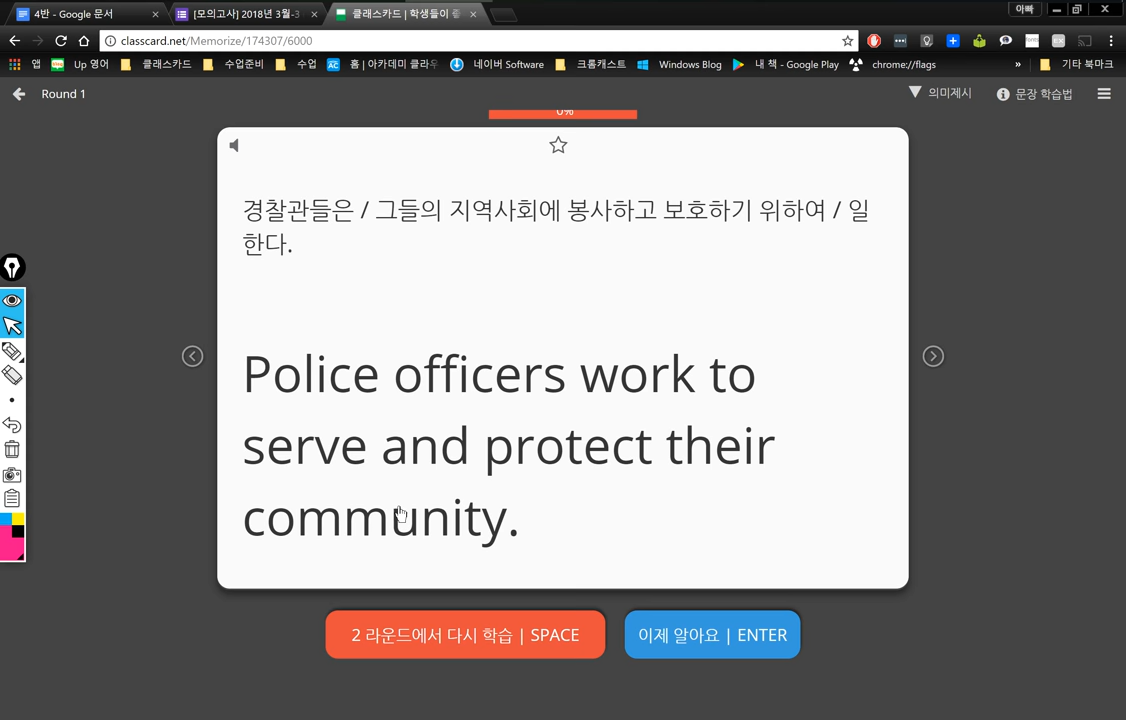 4반 - Google 문서
[모의고사] 2018년 3월-3
클래스카드 | 학생들이 좋
아빠
classcard.net/Memorize/174307/6000
앱
Up 영어
클래스카드
수업준비
수업
홈 | 아카데미 클라우
네이버 Software
크롬캐스트
Windows Blog
내 책 - Google Play
chrome://flags
»
기타 북마크
Round 1
의미제시
문장 학습법
0%
경찰관들은 / 그들의 지역사회에 봉사하고 보호하기 위하여 / 일
한다.
Police officers work to
serve and protect their
community.
2 라운드에서 다시 학습 | SPACE
이제 알아요 | ENTER